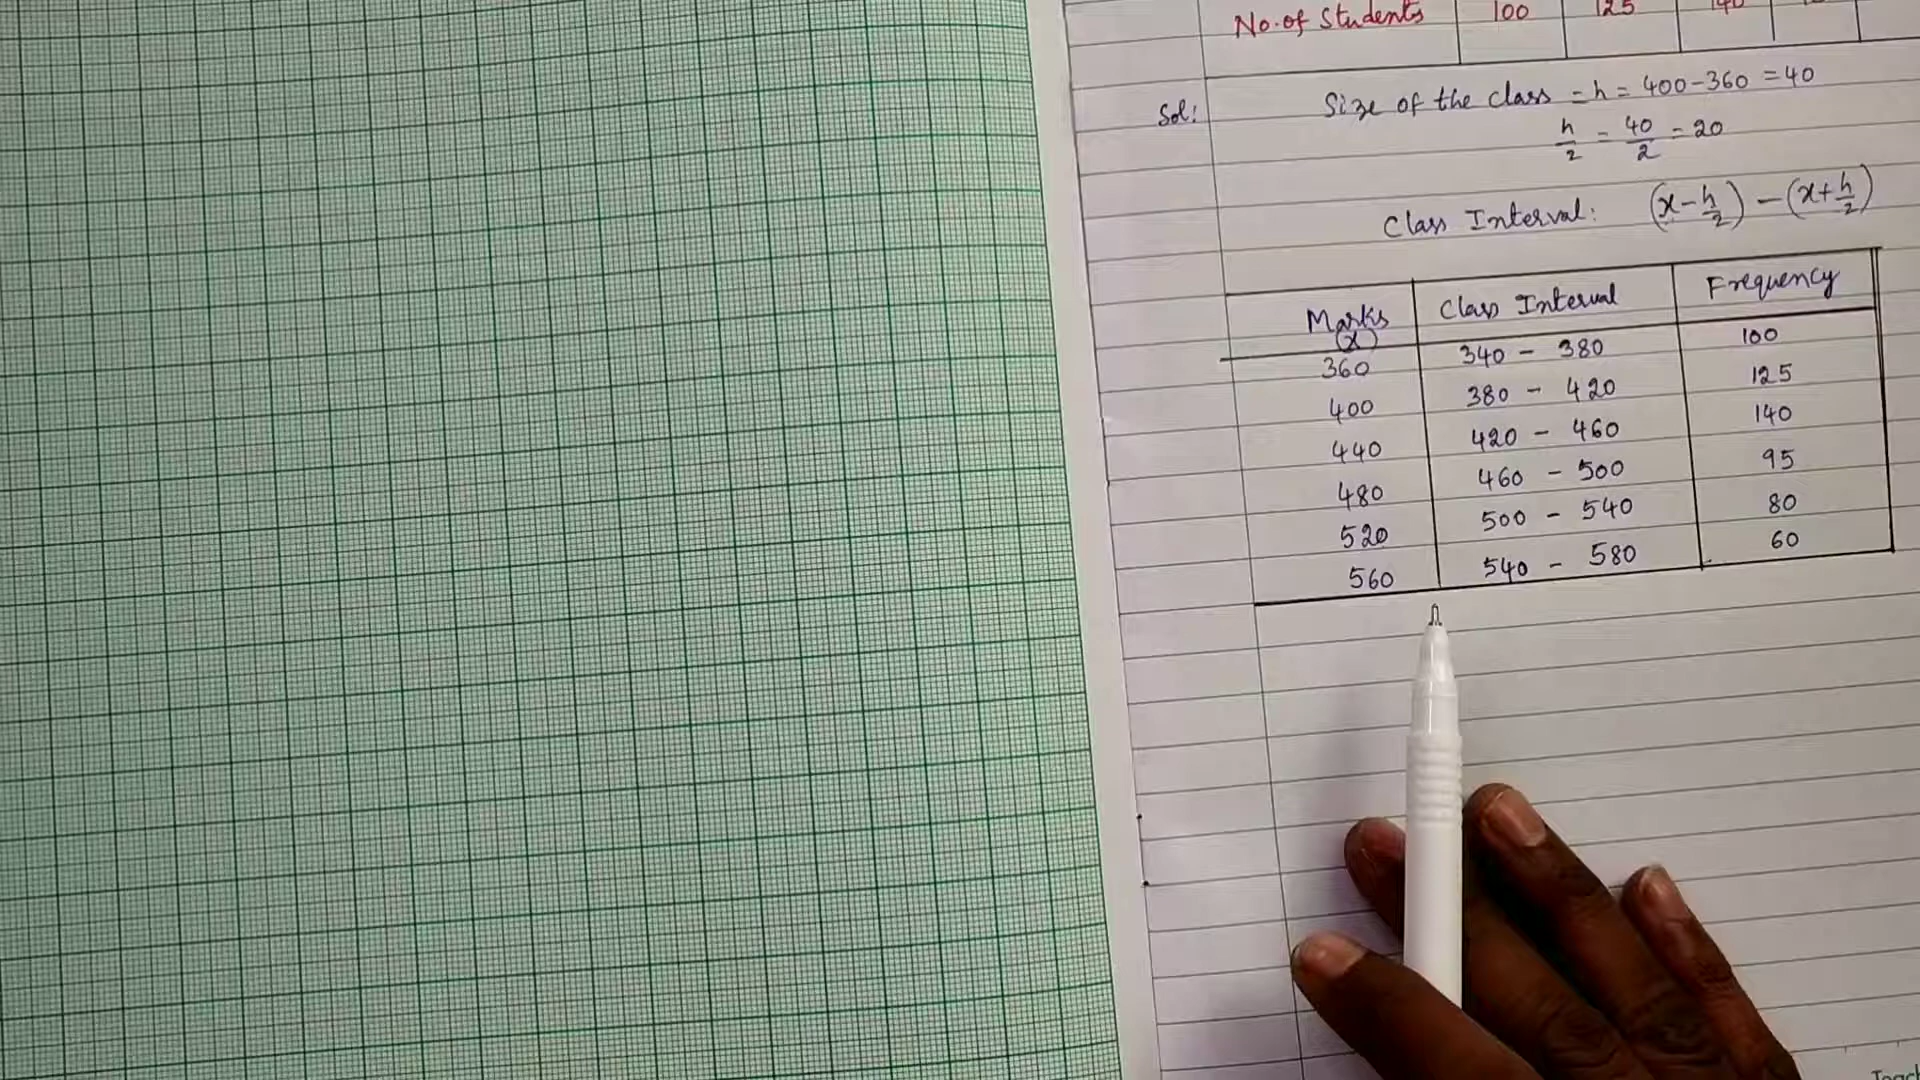 No. of Students 100 125 140
Sol: Size of the class = h = 400-360 = 40
h/2 = 40/2 = 20
Class Interval: (x-h/2) - (x+h/2)
Marks (x) Class Interval Frequency
360 340 - 380 100
400 380 - 420 125
440 420 - 460 140
480 460 - 500 95
520 500 - 540 80
560 540 - 580 60